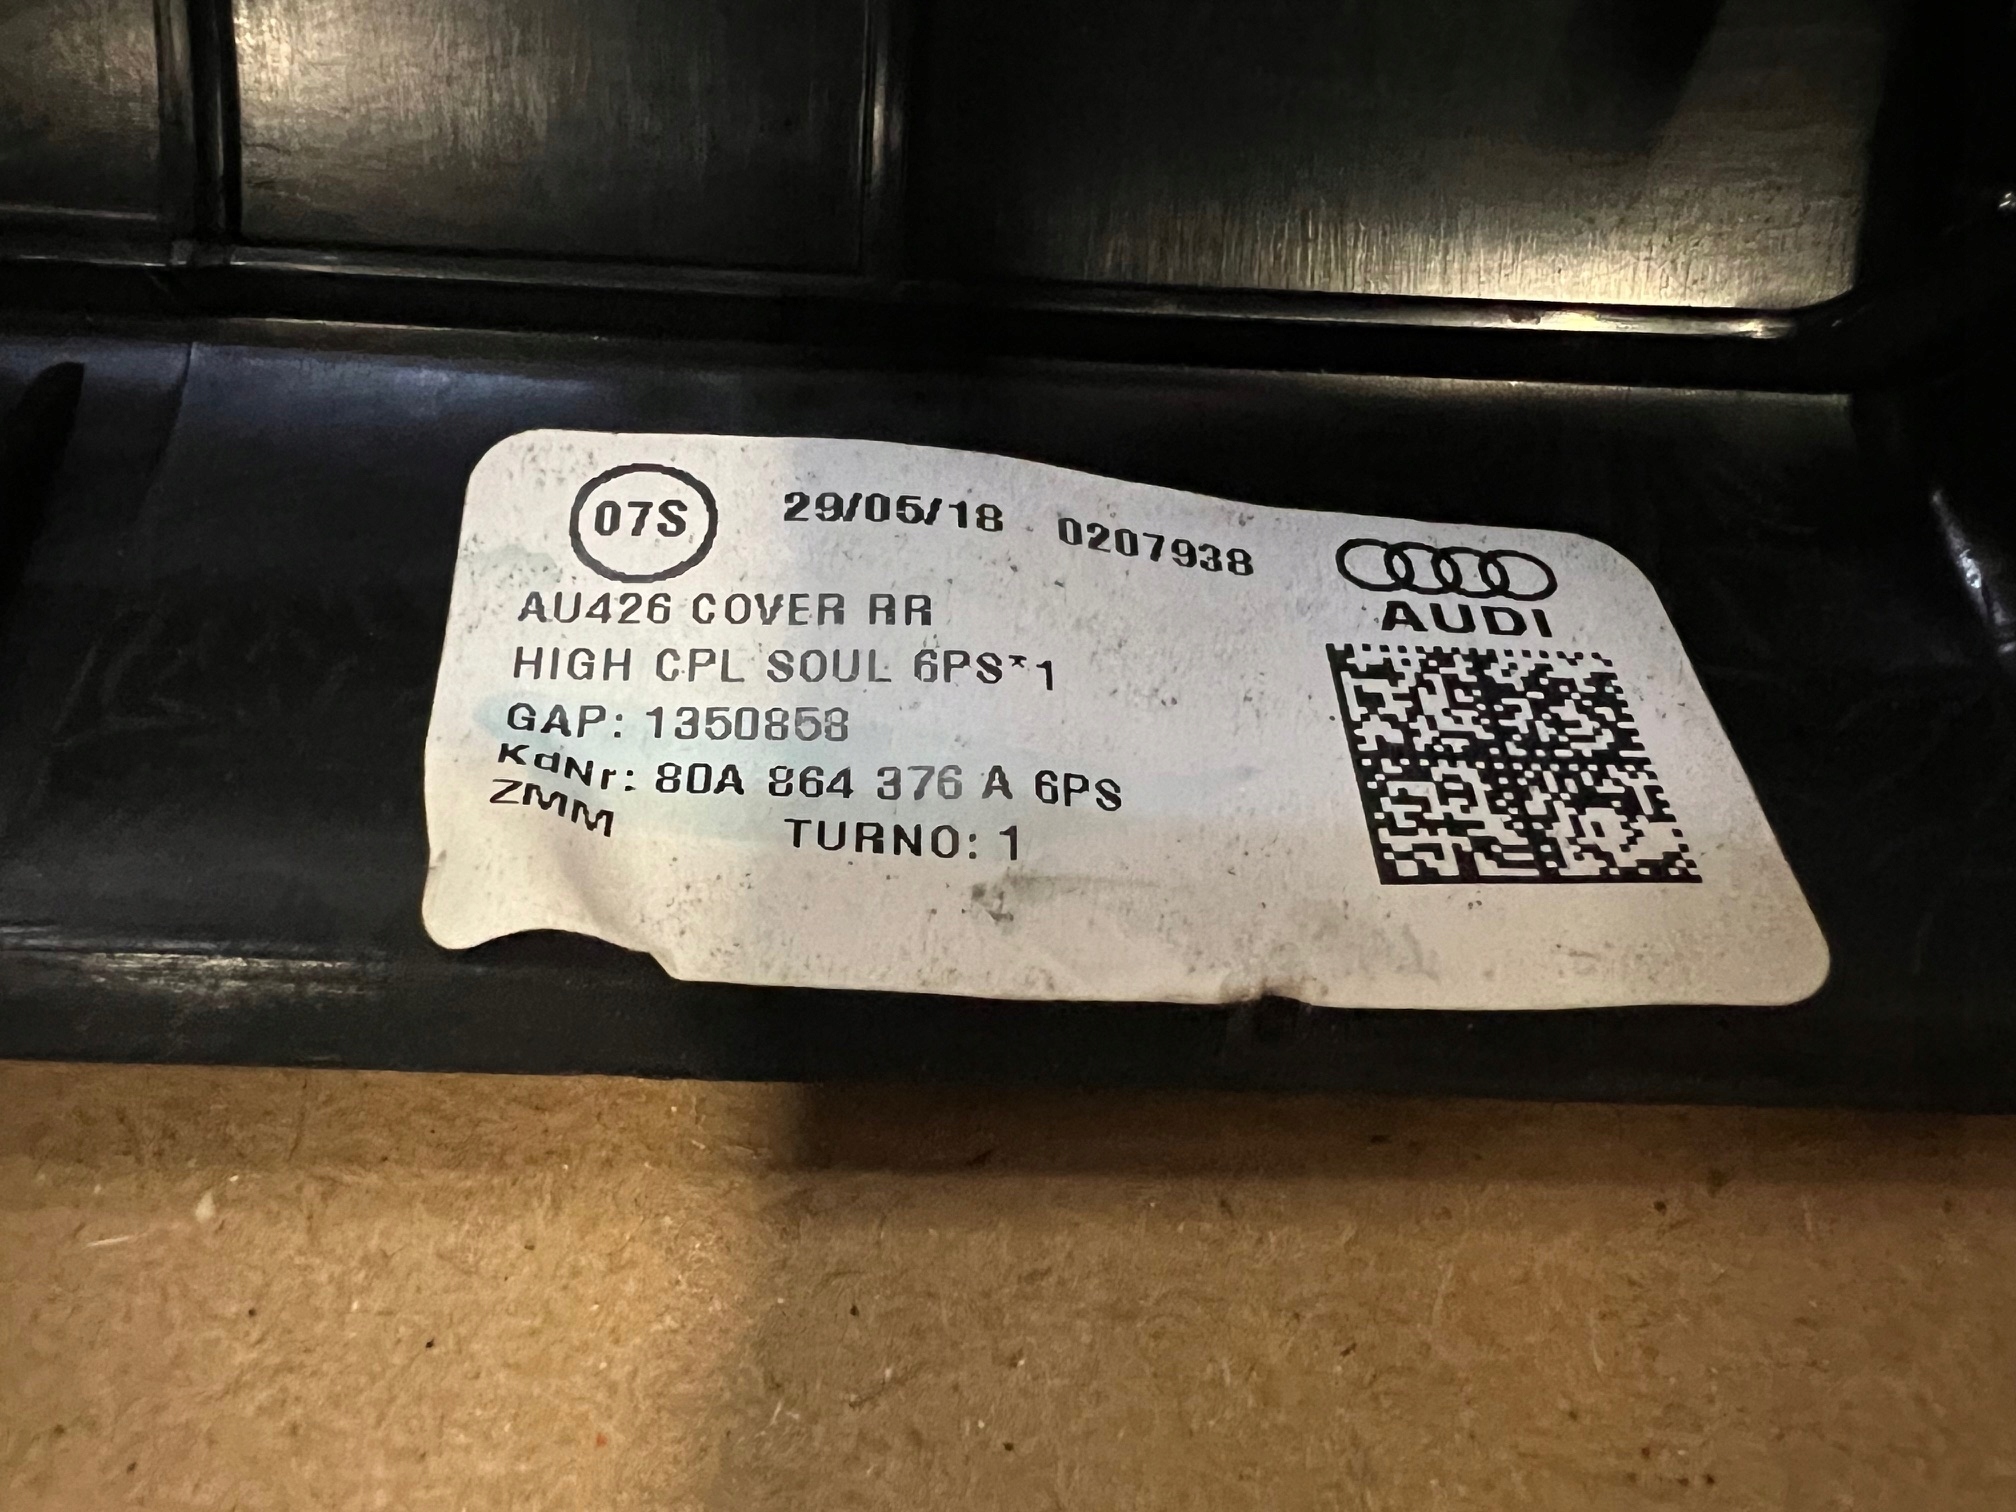 07S 29/05/18 0207938
AUDI
AU426 COVER RR
HIGH CPL SOUL 6PS*1
GAP: 1350858
KdNr: 80A 864 376 A 6PS
ZMM TURNO: 1